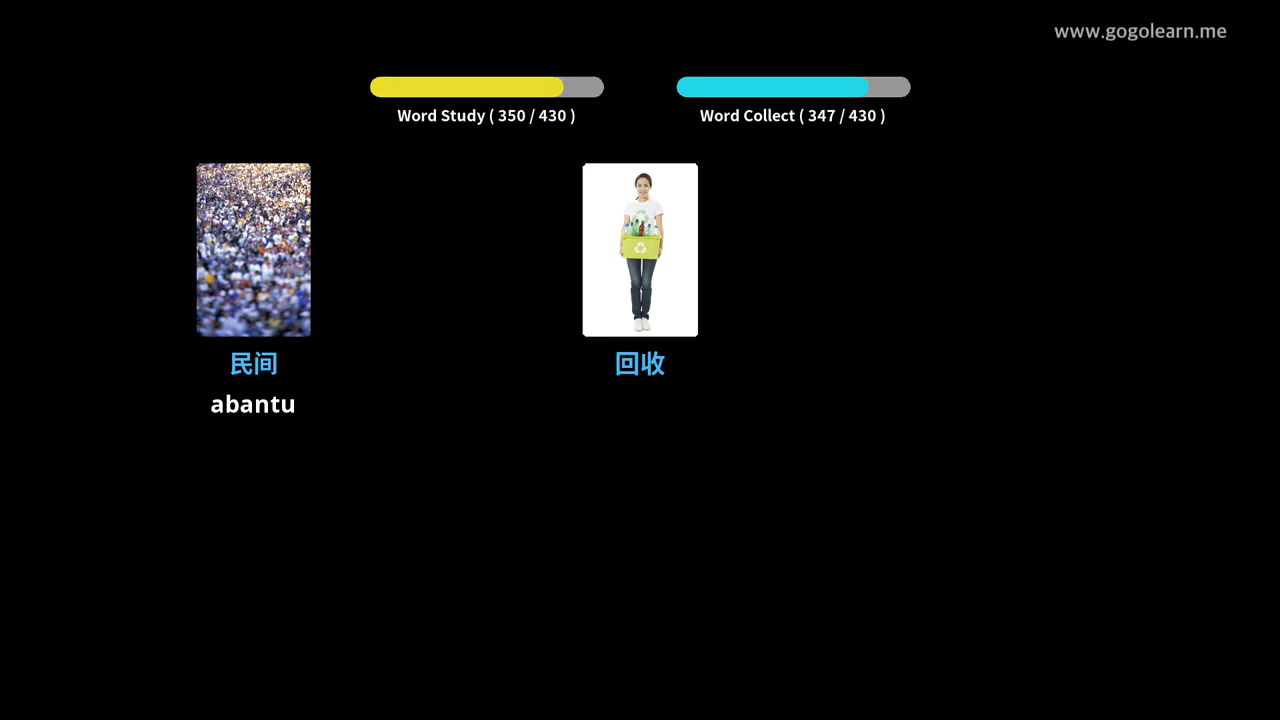 www.gogolearn.me
Word Study ( 350 / 430 )
Word Collect ( 347 / 430 )
民间
回收
abantu